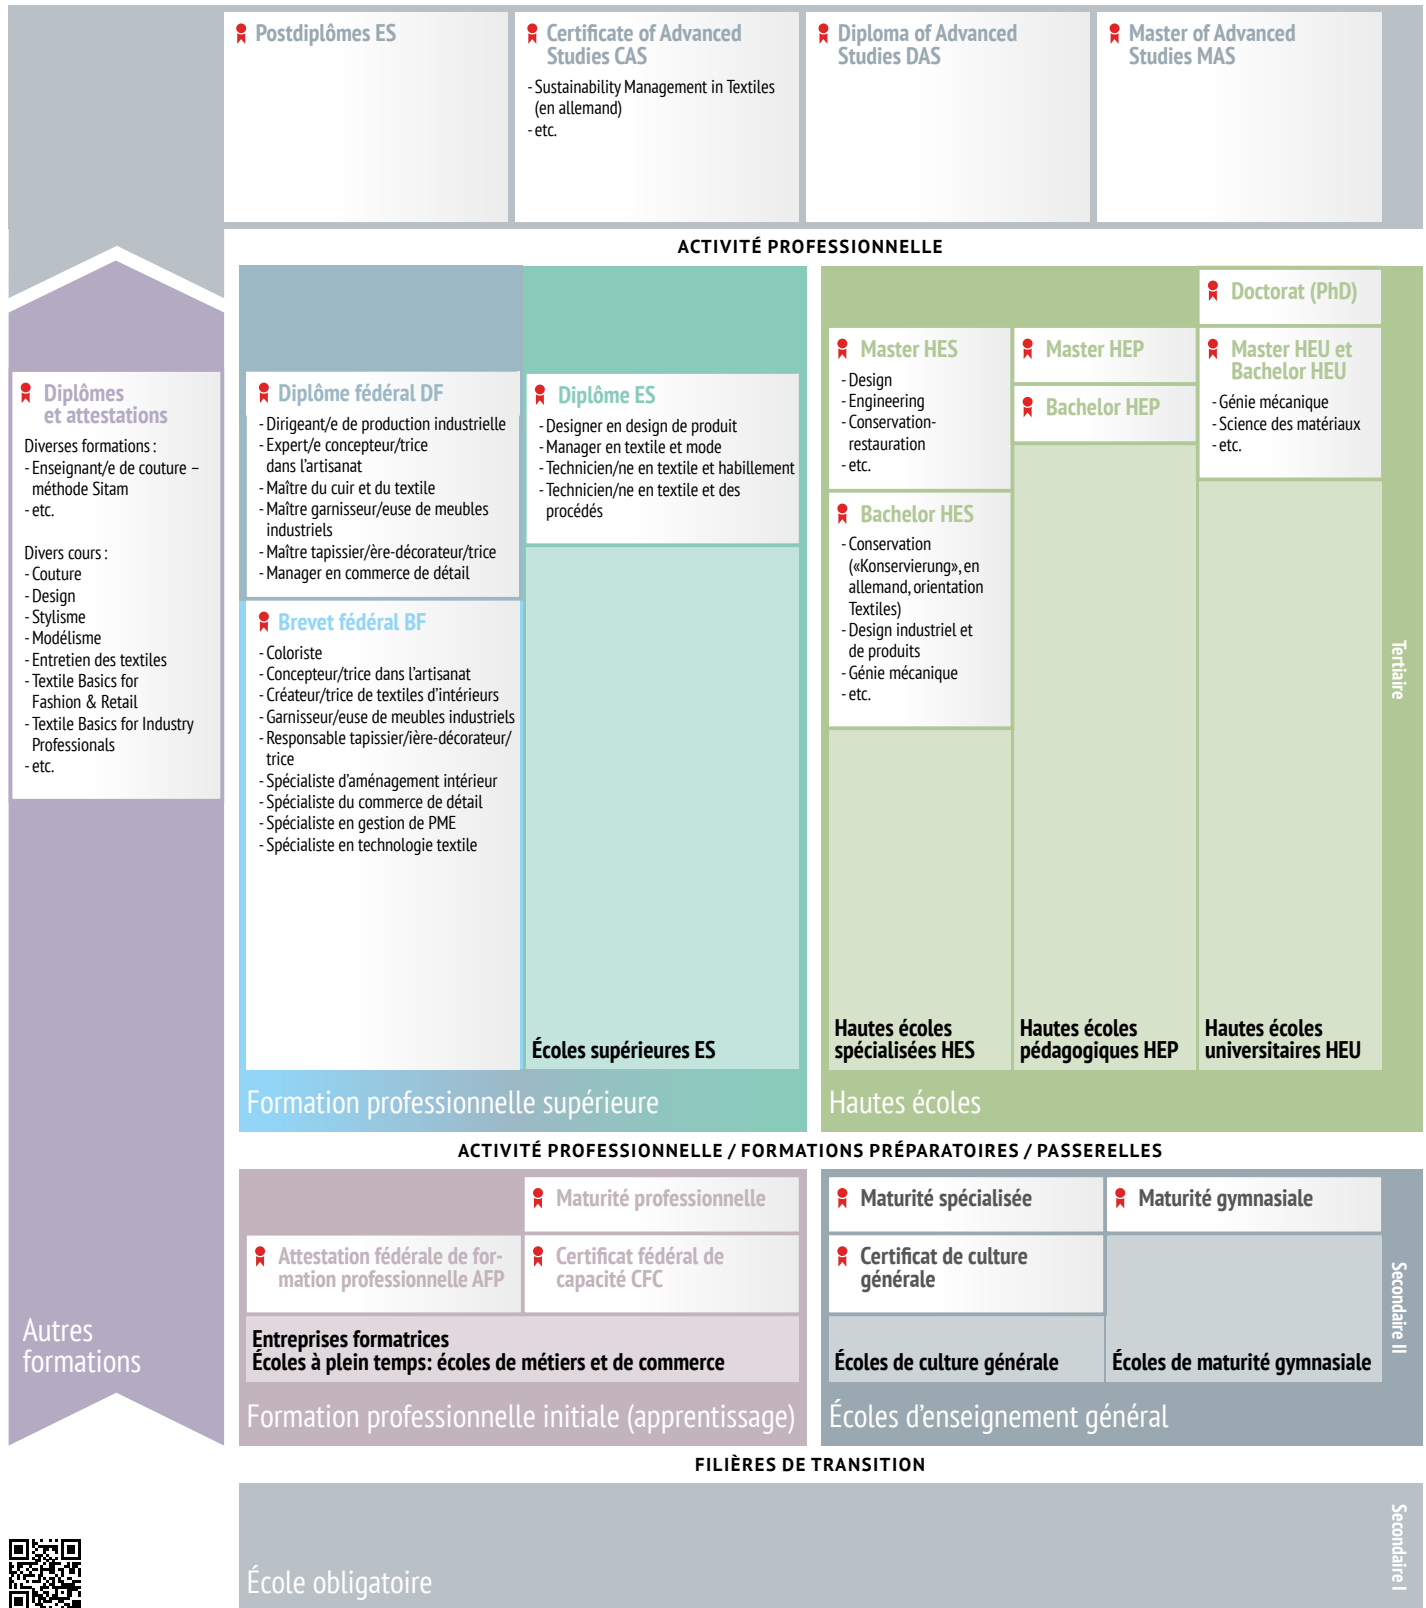 Postdiplômes ES
Certificate of Advanced
Studies CAS
- Sustainability Management in Textiles
(en allemand)
- etc.
Diploma of Advanced
Studies DAS
Master of Advanced
Studies MAS
ACTIVITÉ PROFESSIONNELLE
Diplômes
et attestations
Diverses formations :
- Enseignant/e de couture –
méthode Sitam
- etc.
Divers cours :
- Couture
- Design
- Stylisme
- Modélisme
- Entretien des textiles
- Textile Basics for
Fashion & Retail
- Textile Basics for Industry
Professionals
- etc.
Autres
formations
Diplôme fédéral DF
- Dirigeant/e de production industrielle
- Expert/e concepteur/trice
dans l'artisanat
- Maître du cuir et du textile
- Maître garnisseur/euse de meubles
industriels
- Maître tapissier/ère-décorateur/trice
- Manager en commerce de détail
Brevet fédéral BF
- Coloriste
- Concepteur/trice dans l'artisanat
- Créateur/trice de textiles d'intérieurs
- Garnisseur/euse de meubles industriels
- Responsable tapissier/ière-décorateur/
trice
- Spécialiste d'aménagement intérieur
- Spécialiste du commerce de détail
- Spécialiste en gestion de PME
- Spécialiste en technologie textile
Diplôme ES
- Designer en design de produit
- Manager en textile et mode
- Technicien/ne en textile et habillement
- Technicien/ne en textile et des
procédés
Écoles supérieures ES
Formation professionnelle supérieure
Master HES
- Design
- Engineering
- Conservation-
restauration
- etc.
Bachelor HES
- Conservation
(«Konservierung», en
allemand, orientation
Textiles)
- Design industriel et
de produits
- Génie mécanique
- etc.
Hautes écoles
spécialisées HES
Master HEP
Bachelor HEP
Hautes écoles
pédagogiques HEP
Doctorat (PhD)
Master HEU et
Bachelor HEU
- Génie mécanique
- Science des matériaux
- etc.
Hautes écoles
universitaires HEU
Hautes écoles
Tertiaire
ACTIVITÉ PROFESSIONNELLE / FORMATIONS PRÉPARATOIRES / PASSERELLES
Maturité professionnelle
Attestation fédérale de for-
mation professionnelle AFP
Certificat fédéral de
capacité CFC
Entreprises formatrices
Écoles à plein temps: écoles de métiers et de commerce
Formation professionnelle initiale (apprentissage)
Maturité spécialisée
Certificat de culture
générale
Écoles de culture générale
Maturité gymnasiale
Écoles de maturité gymnasiale
Écoles d'enseignement général
Secondaire II
FILIÈRES DE TRANSITION
École obligatoire
Secondaire I